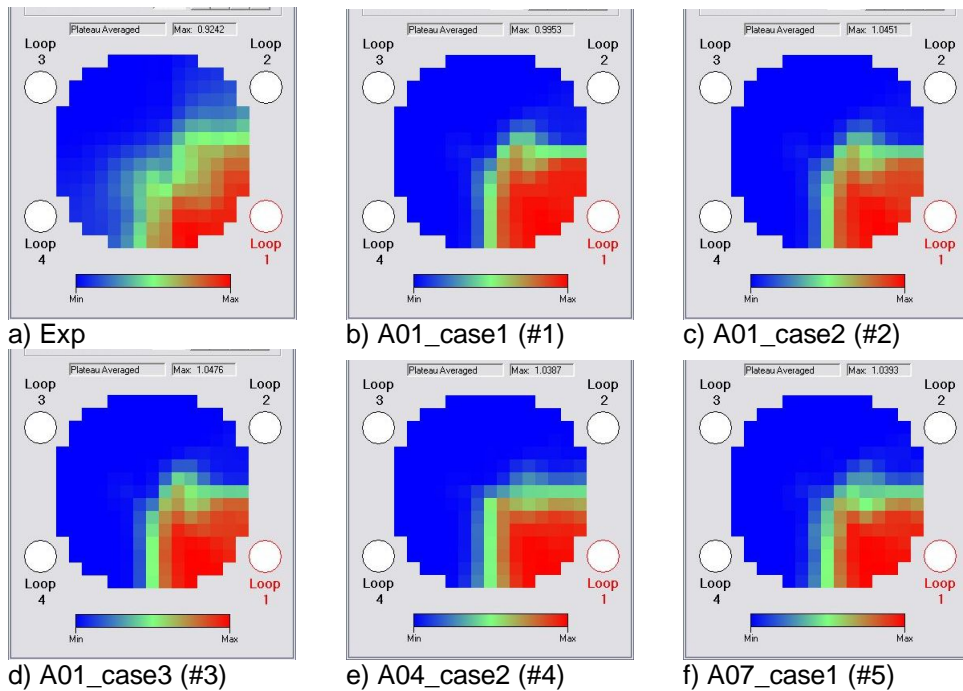 Plateau Averaged Max: 0.9242
Loop
3
Loop
2
Loop
4
Loop
1
Min Max
a) Exp
Plateau Averaged Max: 0.9953
Loop
3
Loop
2
Loop
4
Loop
1
Min Max
b) A01_case1 (#1)
Plateau Averaged Max: 1.0451
Loop
3
Loop
2
Loop
4
Loop
1
Min Max
c) A01_case2 (#2)
Plateau Averaged Max: 1.0476
Loop
3
Loop
2
Loop
4
Loop
1
Min Max
d) A01_case3 (#3)
Plateau Averaged Max: 1.0387
Loop
3
Loop
2
Loop
4
Loop
1
Min Max
e) A04_case2 (#4)
Plateau Averaged Max: 1.0393
Loop
3
Loop
2
Loop
4
Loop
1
Min Max
f) A07_case1 (#5)